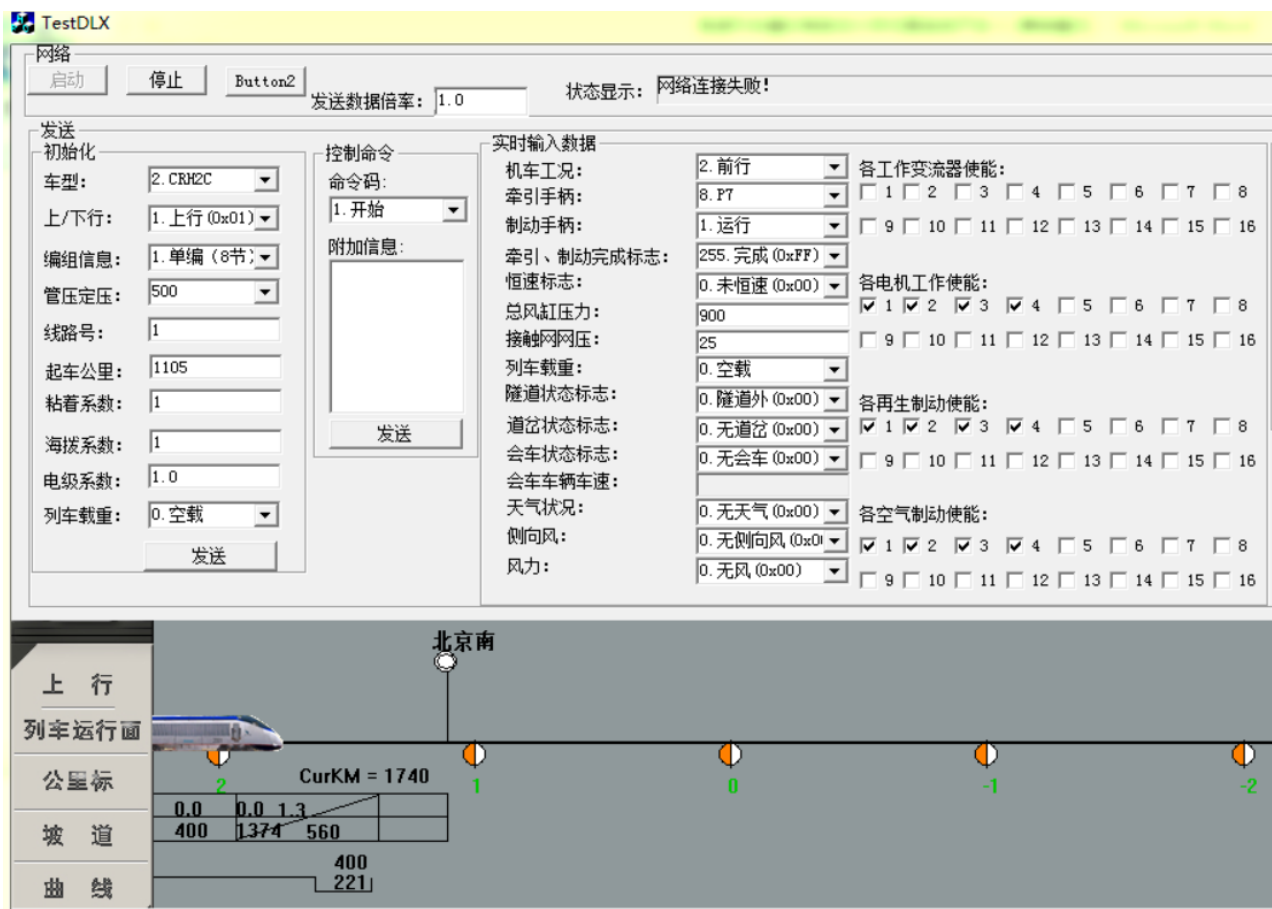 TestDLX
网络
启动 停止 Button2 发送数据倍率: 1.0 状态显示: 网络连接失败!
发送
初始化
车型: 2.CRH2C
上/下行: 1.上行(0x01)
编组信息: 1.单编（8节）
管压定压: 500
线路号: 1
起车公里: 1105
粘着系数: 1
海拨系数: 1
电级系数: 1.0
列车载重: 0.空载
发送
控制命令
命令码:
1.开始
附加信息:
发送
实时输入数据
机车工况: 2.前行
牵引手柄: 8.P7
制动手柄: 1.运行
牵引、制动完成标志: 255.完成(0xFF)
恒速标志: 0.未恒速(0x00)
总风缸压力: 900
接触网网压: 25
列车载重: 0.空载
隧道状态标志: 0.隧道外(0x00)
道岔状态标志: 0.无道岔(0x00)
会车状态标志: 0.无会车(0x00)
会车车辆车速:
天气状况: 0.无天气(0x00)
侧向风: 0.无侧向风(0x0
风力: 0.无风(0x00)
各工作变流器使能:
1 2 3 4 5 6 7 8
9 10 11 12 13 14 15 16
各电机工作使能:
1 2 3 4 5 6 7 8
9 10 11 12 13 14 15 16
各再生制动使能:
1 2 3 4 5 6 7 8
9 10 11 12 13 14 15 16
各空气制动使能:
1 2 3 4 5 6 7 8
9 10 11 12 13 14 15 16
上 行
列车运行面
公里标
坡 道
曲 线
北京南
2 1 0 -1 -2
CurKM = 1740
0.0 0.0 1.3
400 1374 560
400
221